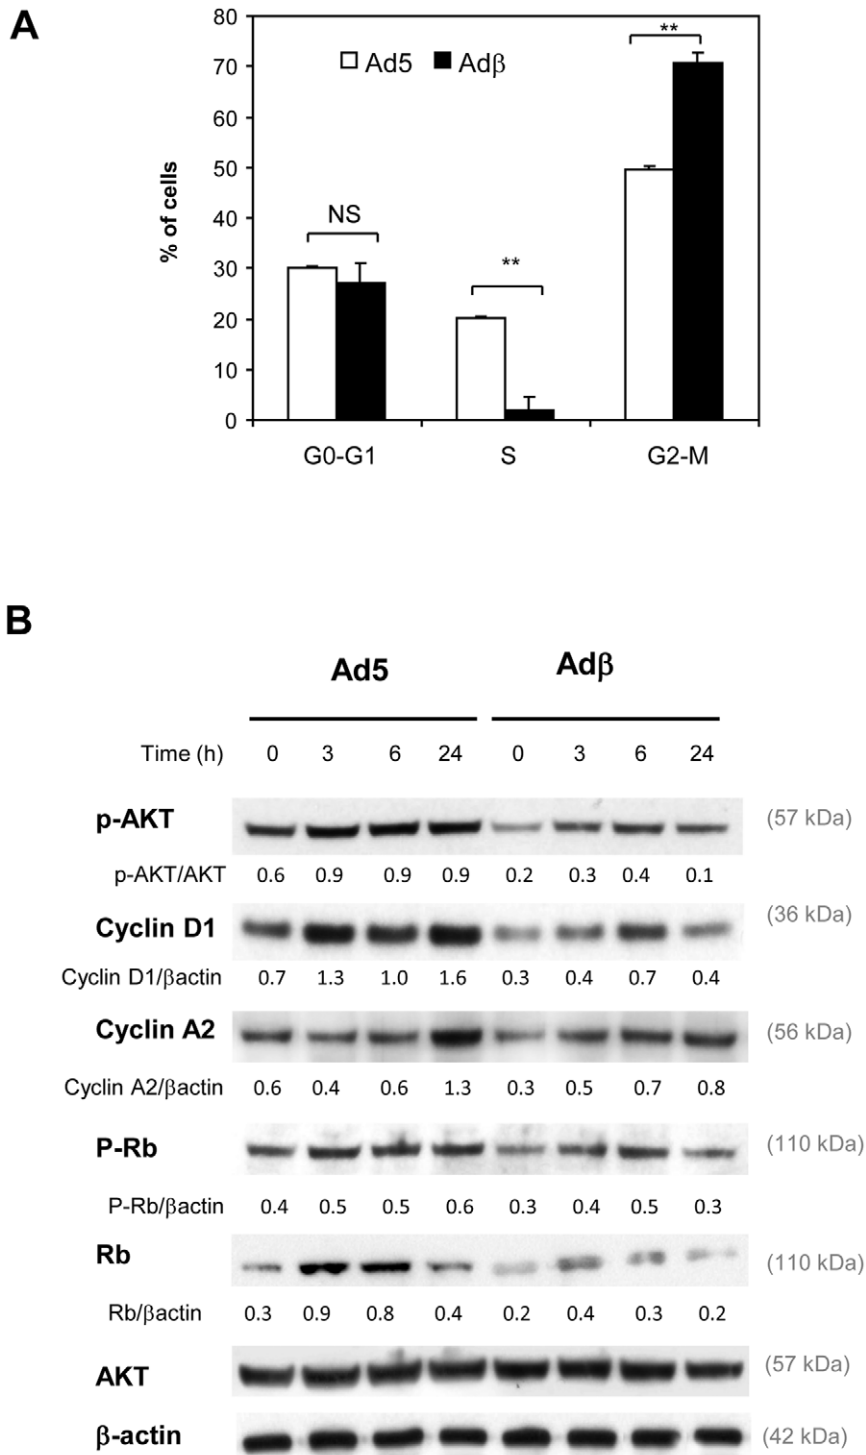 A
80
70
60
50
40
30
20
10
0
% of cells
Ad5 Adβ
NS
**
**
G0-G1 S G2-M
B
Ad5 Adβ
Time (h) 0 3 6 24 0 3 6 24
p-AKT (57 kDa)
p-AKT/AKT 0.6 0.9 0.9 0.9 0.2 0.3 0.4 0.1
Cyclin D1 (36 kDa)
Cyclin D1/βactin 0.7 1.3 1.0 1.6 0.3 0.4 0.7 0.4
Cyclin A2 (56 kDa)
Cyclin A2/βactin 0.6 0.4 0.6 1.3 0.3 0.5 0.7 0.8
P-Rb (110 kDa)
P-Rb/βactin 0.4 0.5 0.5 0.6 0.3 0.4 0.5 0.3
Rb (110 kDa)
Rb/βactin 0.3 0.9 0.8 0.4 0.2 0.4 0.3 0.2
AKT (57 kDa)
β-actin (42 kDa)